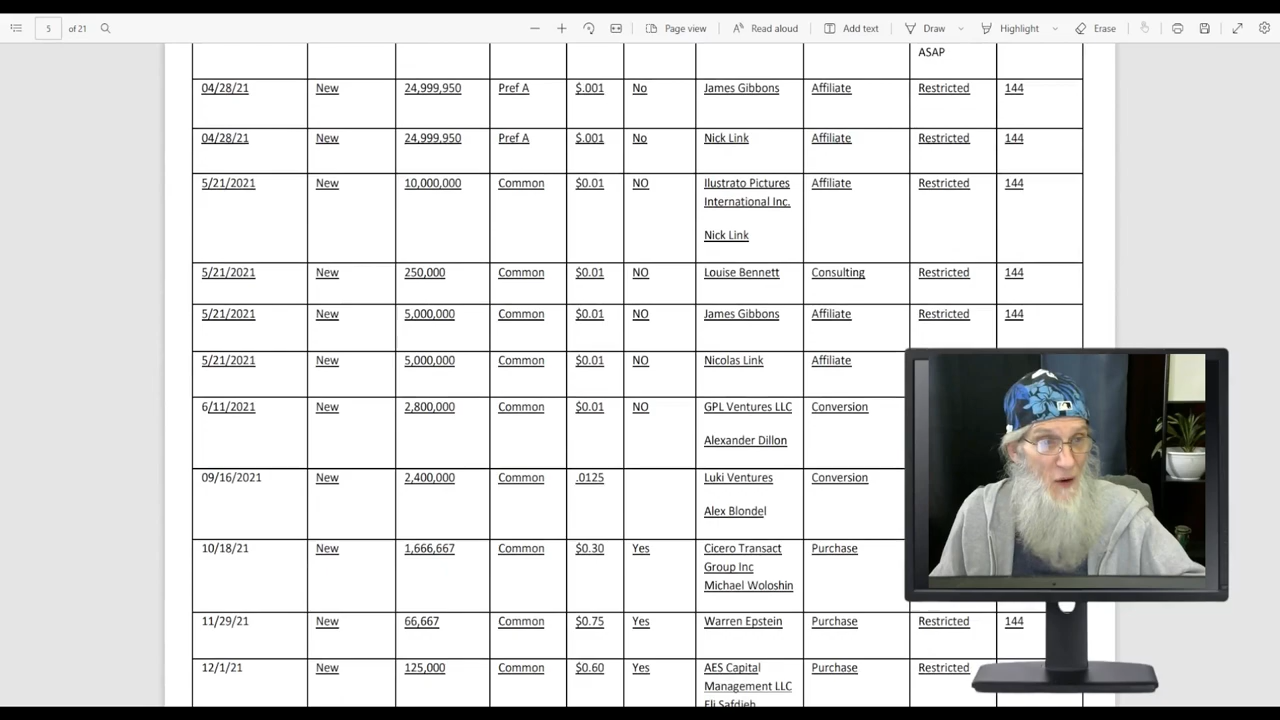 5 of 21 Page view Read aloud Add text Draw Highlight Erase
ASAP
04/28/21 New 24,999,950 Pref A $.001 No James Gibbons Affiliate Restricted 144
04/28/21 New 24,999,950 Pref A $.001 No Nick Link Affiliate Restricted 144
5/21/2021 New 10,000,000 Common $0.01 NO Ilustrato Pictures Affiliate Restricted 144
International Inc.
Nick Link
5/21/2021 New 250,000 Common $0.01 NO Louise Bennett Consulting Restricted 144
5/21/2021 New 5,000,000 Common $0.01 NO James Gibbons Affiliate Restricted 144
5/21/2021 New 5,000,000 Common $0.01 NO Nicolas Link Affiliate
6/11/2021 New 2,800,000 Common $0.01 NO GPL Ventures LLC Conversion
Alexander Dillon
09/16/2021 New 2,400,000 Common .0125 Luki Ventures Conversion
Alex Blondel
10/18/21 New 1,666,667 Common $0.30 Yes Cicero Transact Purchase
Group Inc
Michael Woloshin
11/29/21 New 66,667 Common $0.75 Yes Warren Epstein Purchase Restricted 144
12/1/21 New 125,000 Common $0.60 Yes AES Capital Purchase Restricted
Management LLC
Eli Safdieh